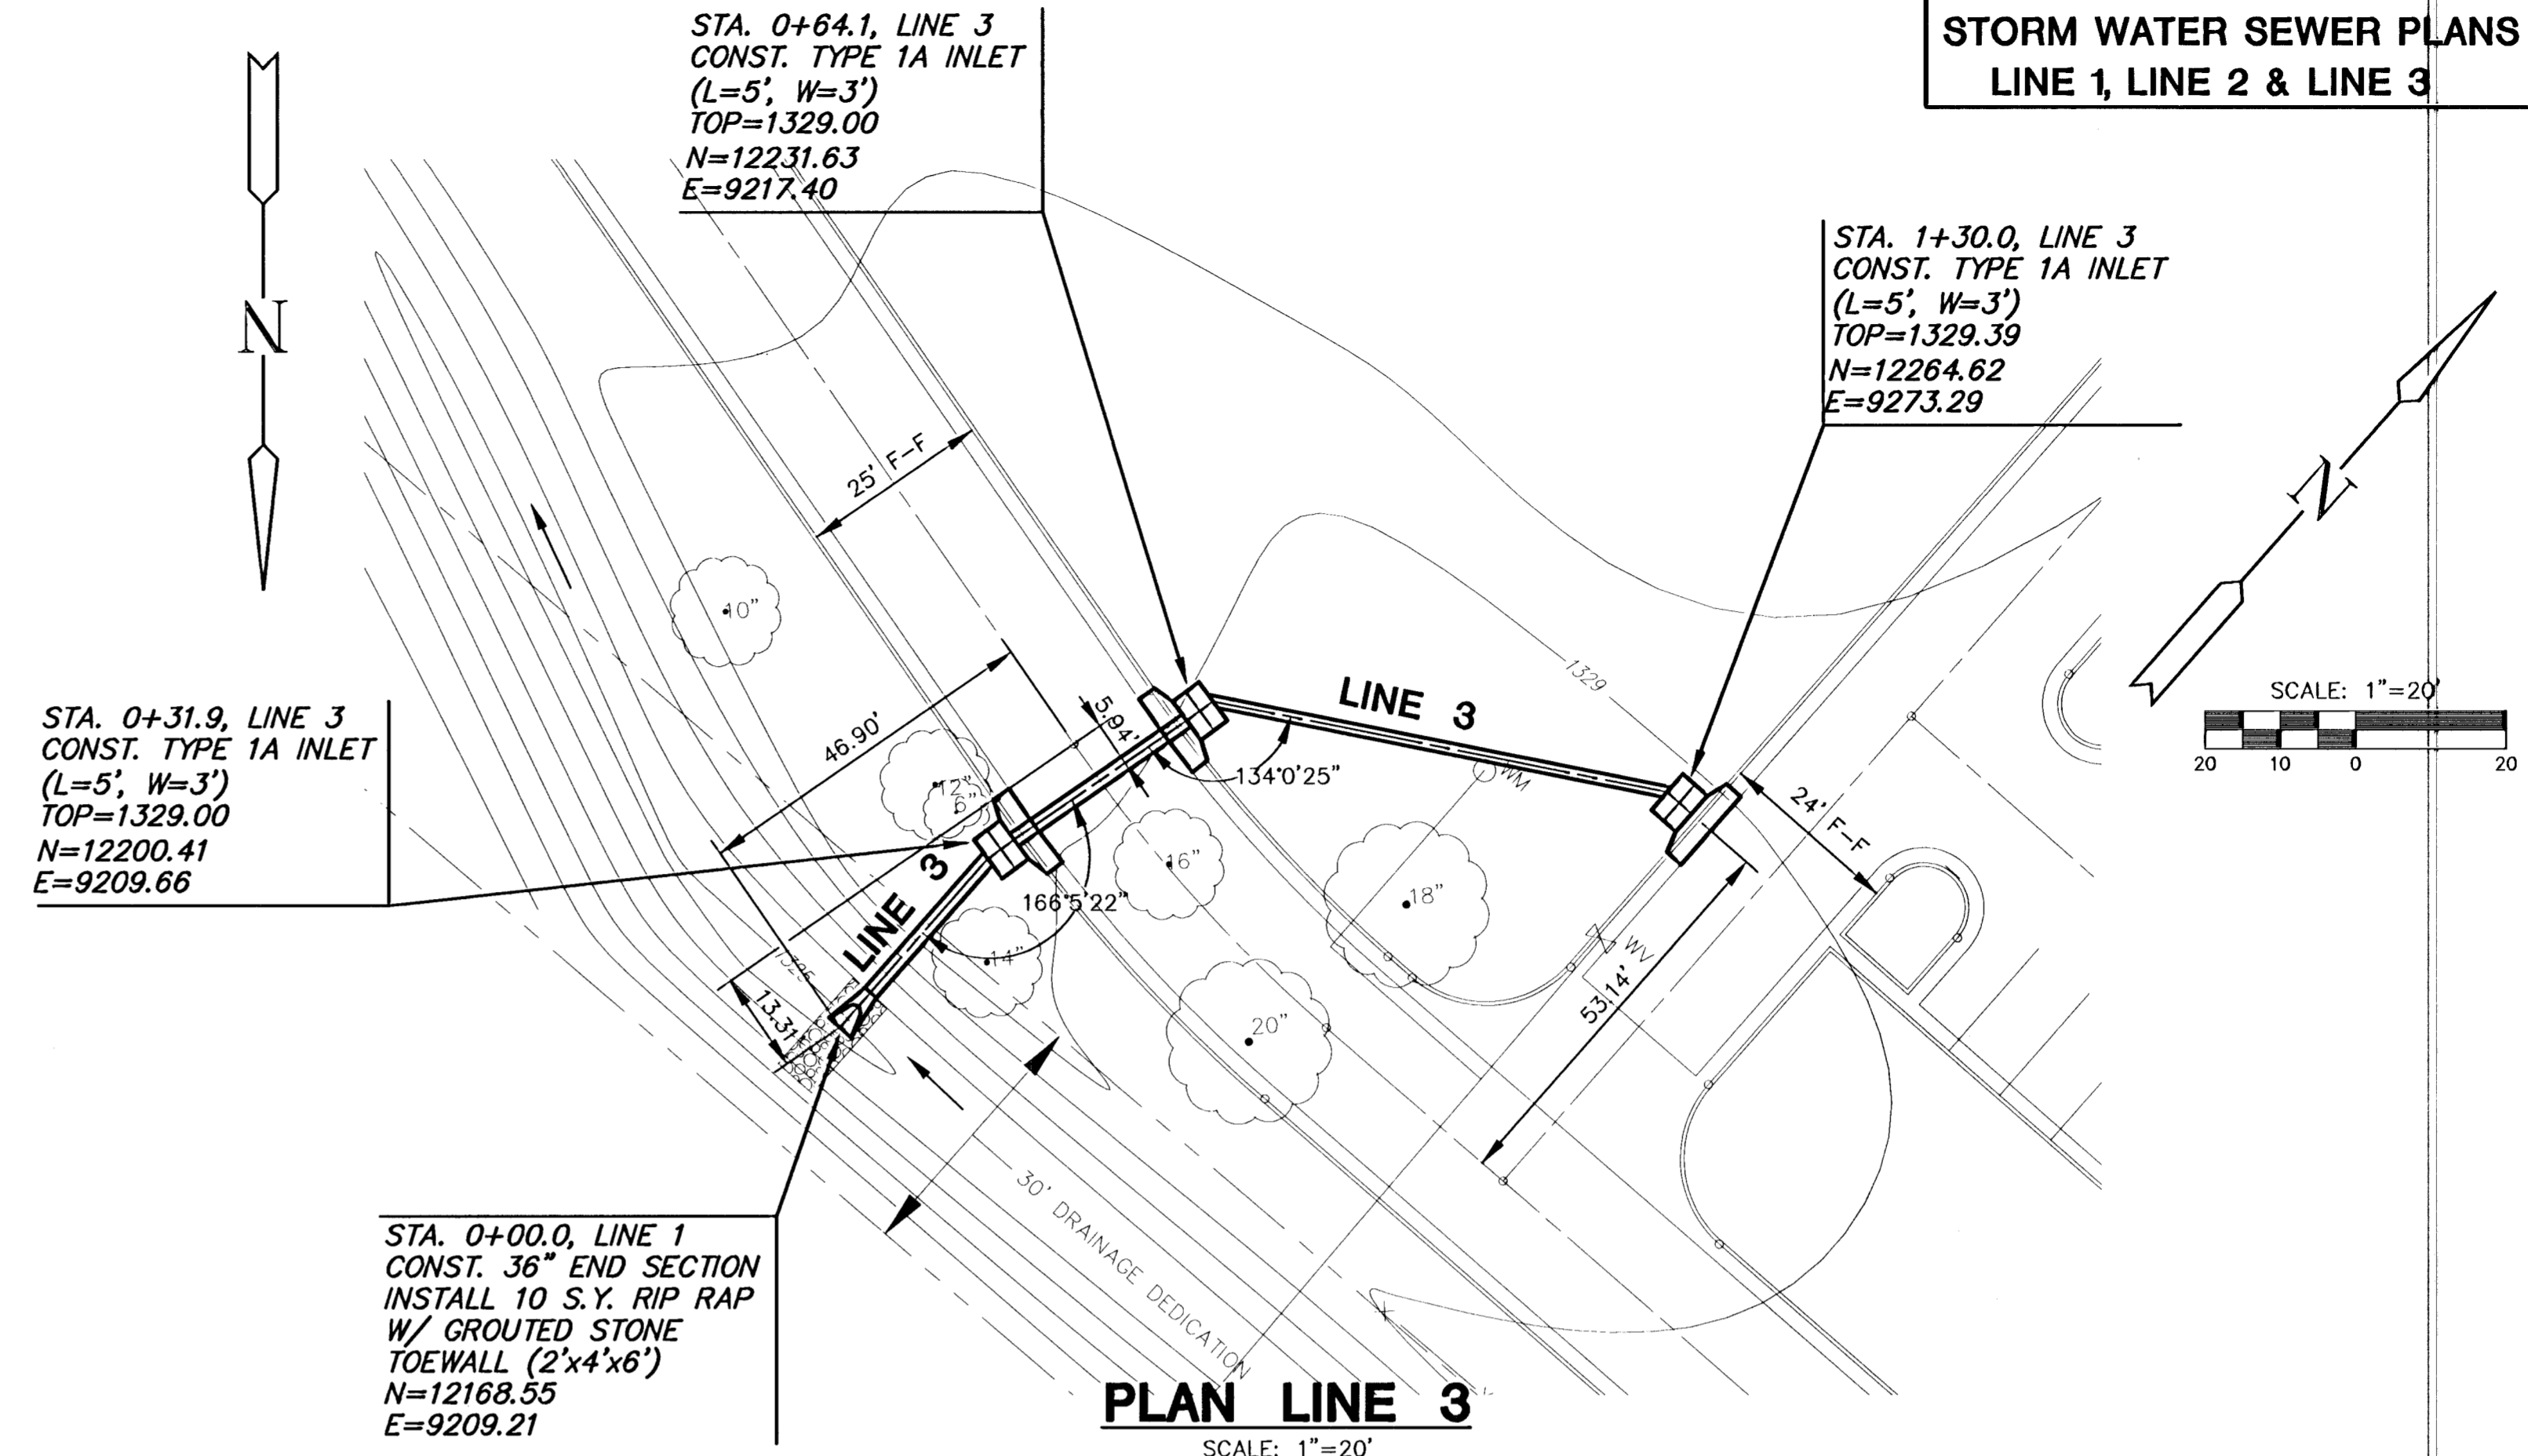 STORM WATER SEWER PLANS
LINE 1, LINE 2 & LINE 3
STA. 0+64.1, LINE 3
CONST. TYPE 1A INLET
(L=5', W=3')
TOP=1329.00
N=12231.63
E=9217.40
STA. 1+30.0, LINE 3
CONST. TYPE 1A INLET
(L=5', W=3')
TOP=1329.39
N=12264.62
E=9273.29
N
N
SCALE: 1"=20'
20 10 0 20
25' F-F
10"
46.90'
5.94'
LINE 3
1329
134°0'25"
WM
24' F-F
12"
6"
16"
18"
166°5'22"
LINE 3
14"
WV
53.14'
13.31'
20"
30' DRAINAGE DEDICATION
STA. 0+31.9, LINE 3
CONST. TYPE 1A INLET
(L=5', W=3')
TOP=1329.00
N=12200.41
E=9209.66
STA. 0+00.0, LINE 1
CONST. 36" END SECTION
INSTALL 10 S.Y. RIP RAP
W/ GROUTED STONE
TOEWALL (2'x4'x6')
N=12168.55
E=9209.21
PLAN LINE 3
SCALE: 1"=20'